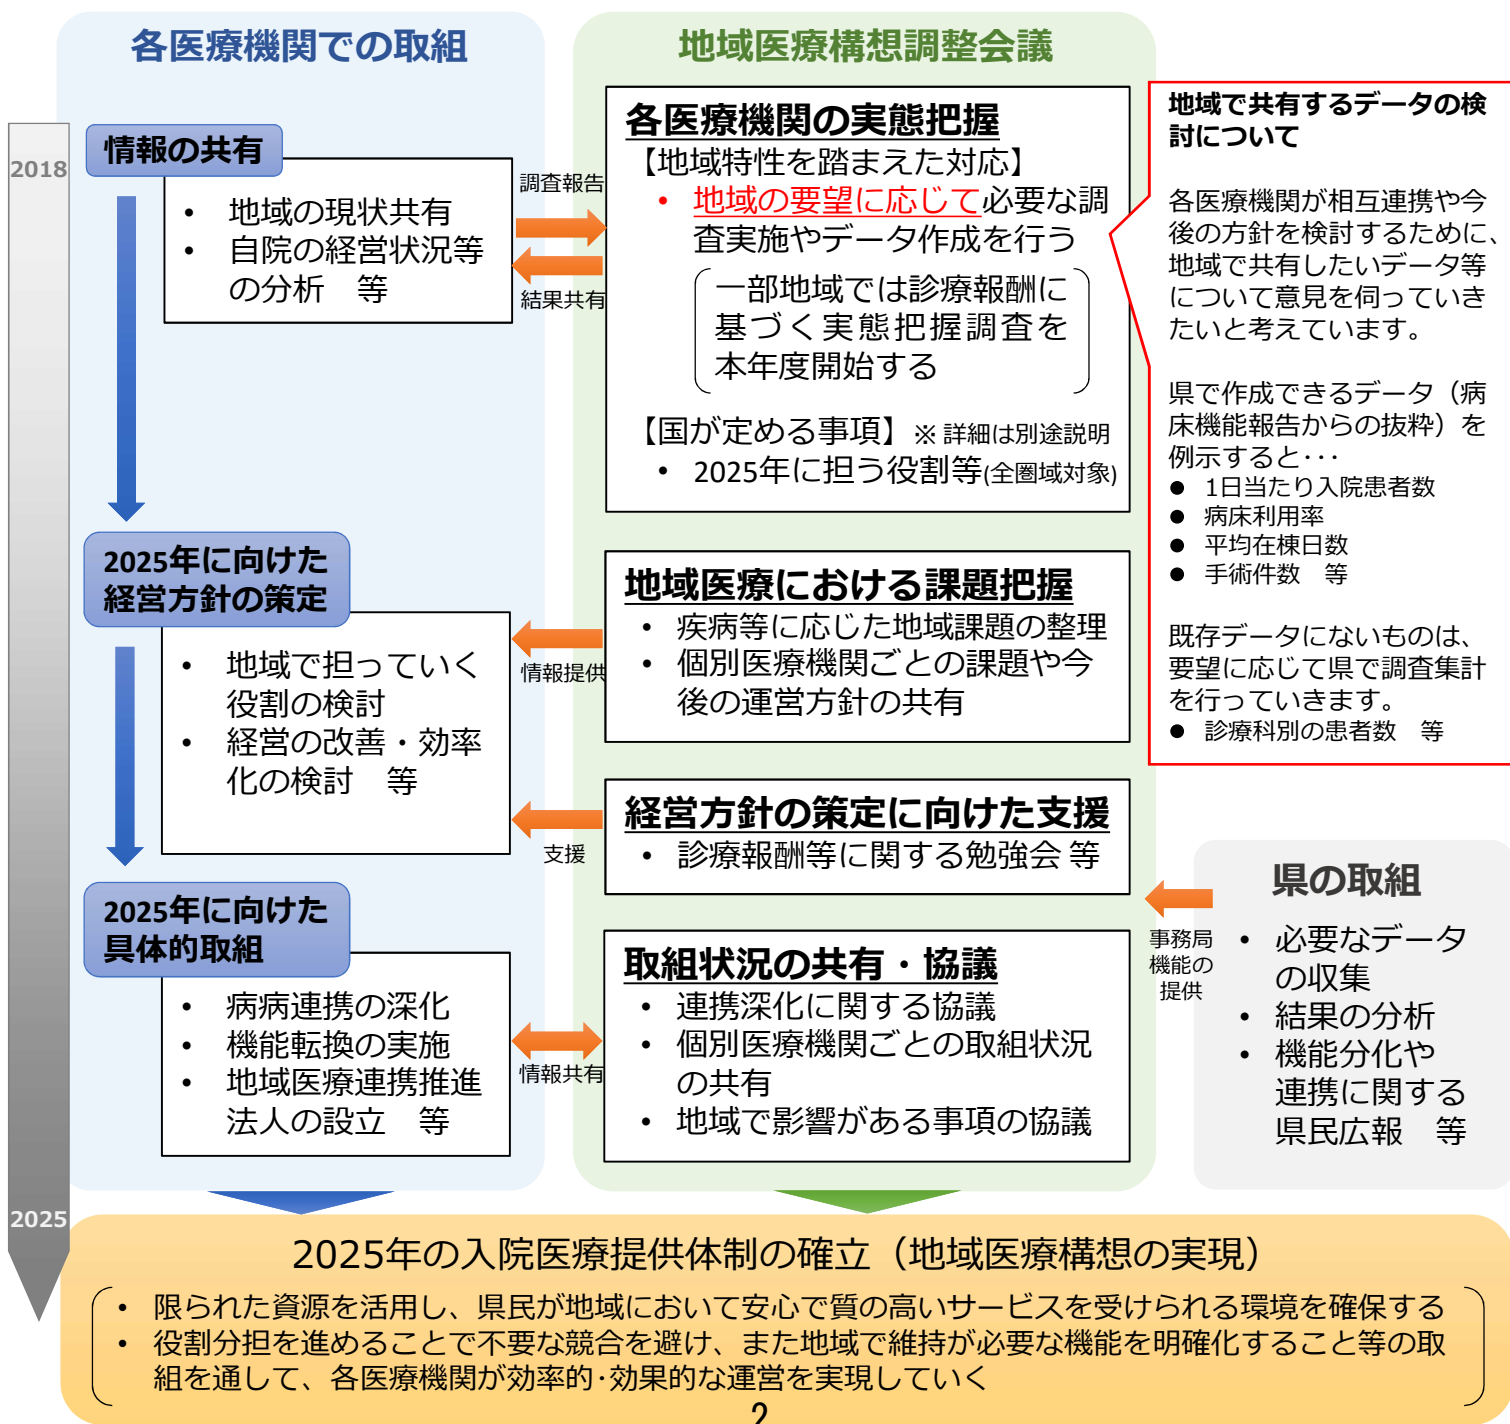 各医療機関での取組
地域医療構想調整会議
2018
2025
情報の共有
• 地域の現状共有
• 自院の経営状況等
の分析　等
調査報告
結果共有
各医療機関の実態把握
【地域特性を踏まえた対応】
• 地域の要望に応じて必要な調
査実施やデータ作成を行う
一部地域では診療報酬に
基づく実態把握調査を
本年度開始する
【国が定める事項】※ 詳細は別途説明
• 2025年に担う役割等(全圏域対象)
地域で共有するデータの検
討について
各医療機関が相互連携や今
後の方針を検討するために、
地域で共有したいデータ等
について意見を伺っていき
たいと考えています。
県で作成できるデータ（病
床機能報告からの抜粋）を
例示すると･･･
● 1日当たり入院患者数
● 病床利用率
● 平均在棟日数
● 手術件数　等
既存データにないものは、
要望に応じて県で調査集計
を行っていきます。
● 診療科別の患者数　等
2025年に向けた
経営方針の策定
• 地域で担っていく
役割の検討
• 経営の改善・効率
化の検討　等
情報提供
支援
地域医療における課題把握
• 疾病等に応じた地域課題の整理
• 個別医療機関ごとの課題や今
後の運営方針の共有
経営方針の策定に向けた支援
• 診療報酬等に関する勉強会 等
2025年に向けた
具体的取組
• 病病連携の深化
• 機能転換の実施
• 地域医療連携推進
法人の設立　等
情報共有
取組状況の共有・協議
• 連携深化に関する協議
• 個別医療機関ごとの取組状況
の共有
• 地域で影響がある事項の協議
事務局
機能の
提供
県の取組
• 必要なデータ
の収集
• 結果の分析
• 機能分化や
連携に関する
県民広報　等
2025年の入院医療提供体制の確立（地域医療構想の実現）
• 限られた資源を活用し、県民が地域において安心で質の高いサービスを受けられる環境を確保する
• 役割分担を進めることで不要な競合を避け、また地域で維持が必要な機能を明確化すること等の取
組を通して、各医療機関が効率的･効果的な運営を実現していく
2